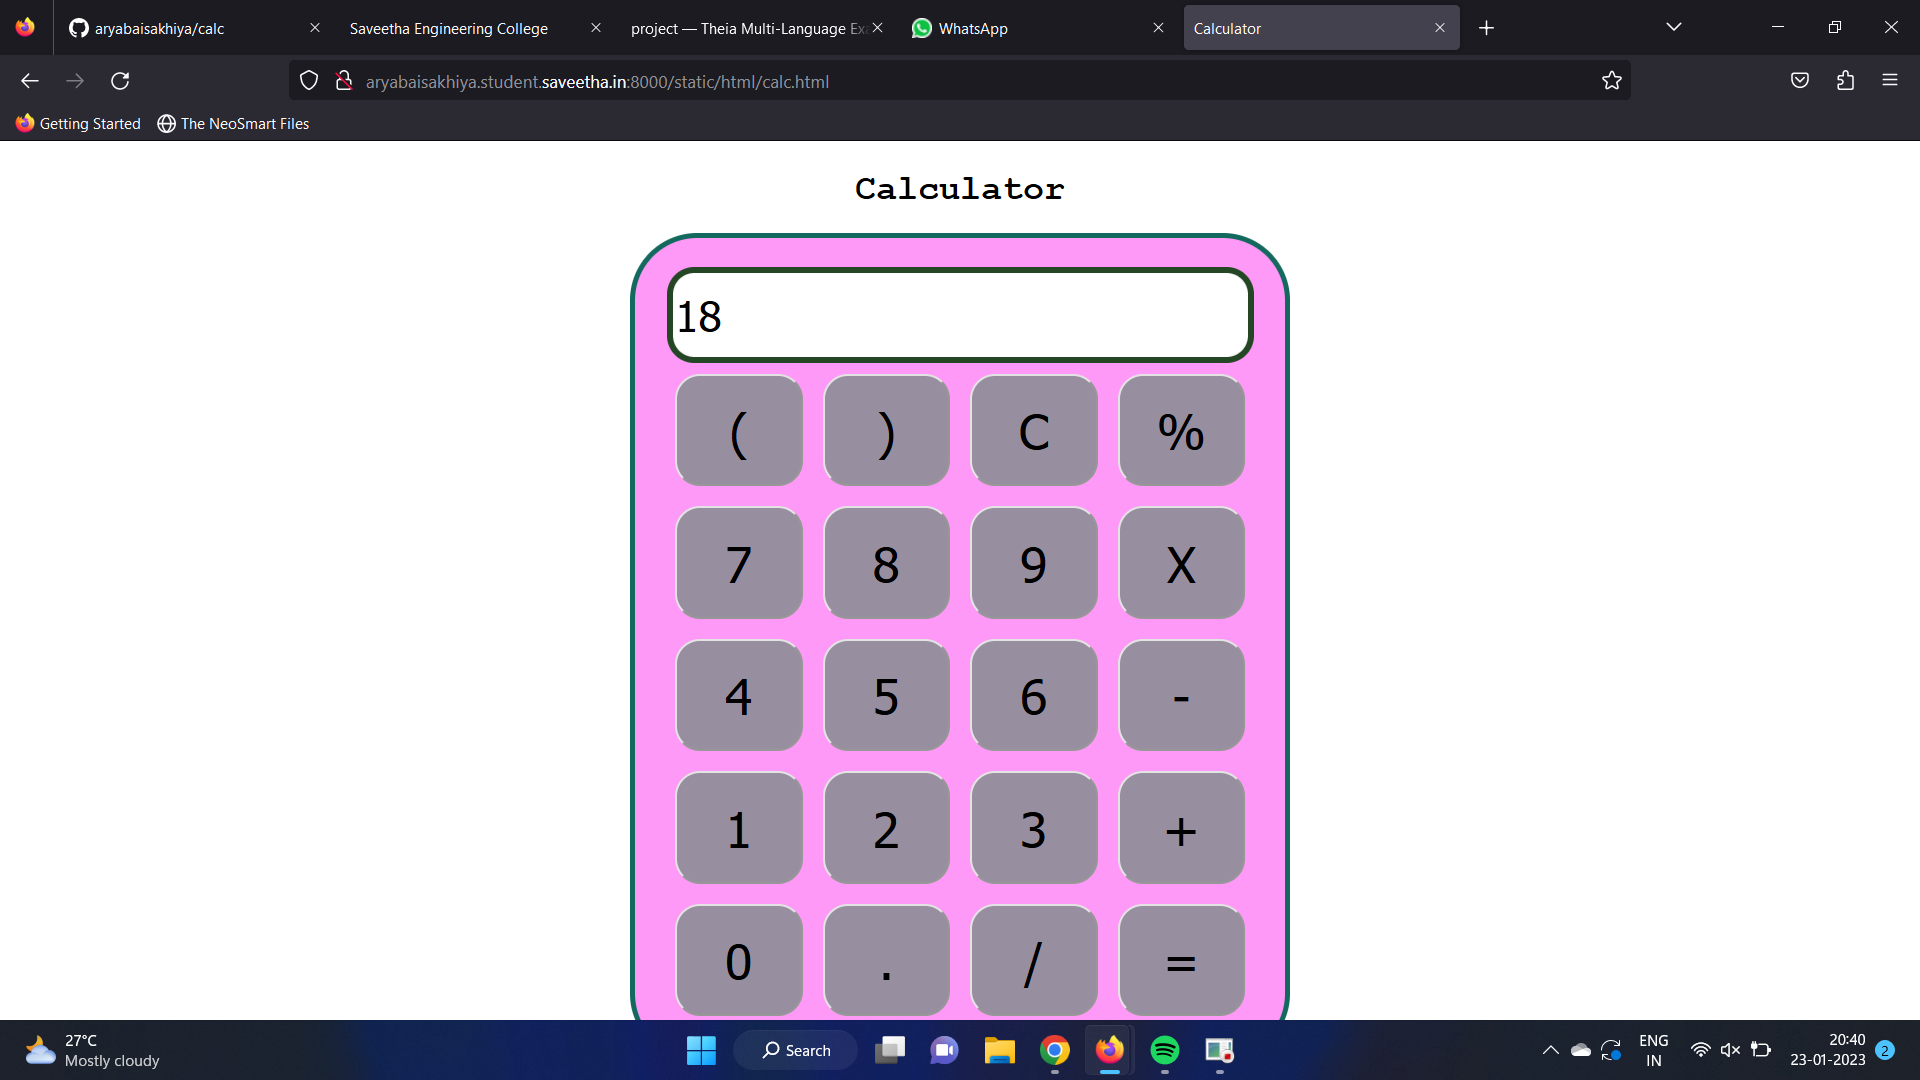 aryabaisakhiya/calc
Saveetha Engineering College
project — Theia Multi-Language Ex
WhatsApp
Calculator
aryabaisakhiya.student.saveetha.in:8000/static/html/calc.html
Getting Started
The NeoSmart Files
Calculator
18
( ) C %
7 8 9 X
4 5 6 -
1 2 3 +
0 . / =
27°C
Mostly cloudy
Search
ENG
IN
20:40
23-01-2023
2